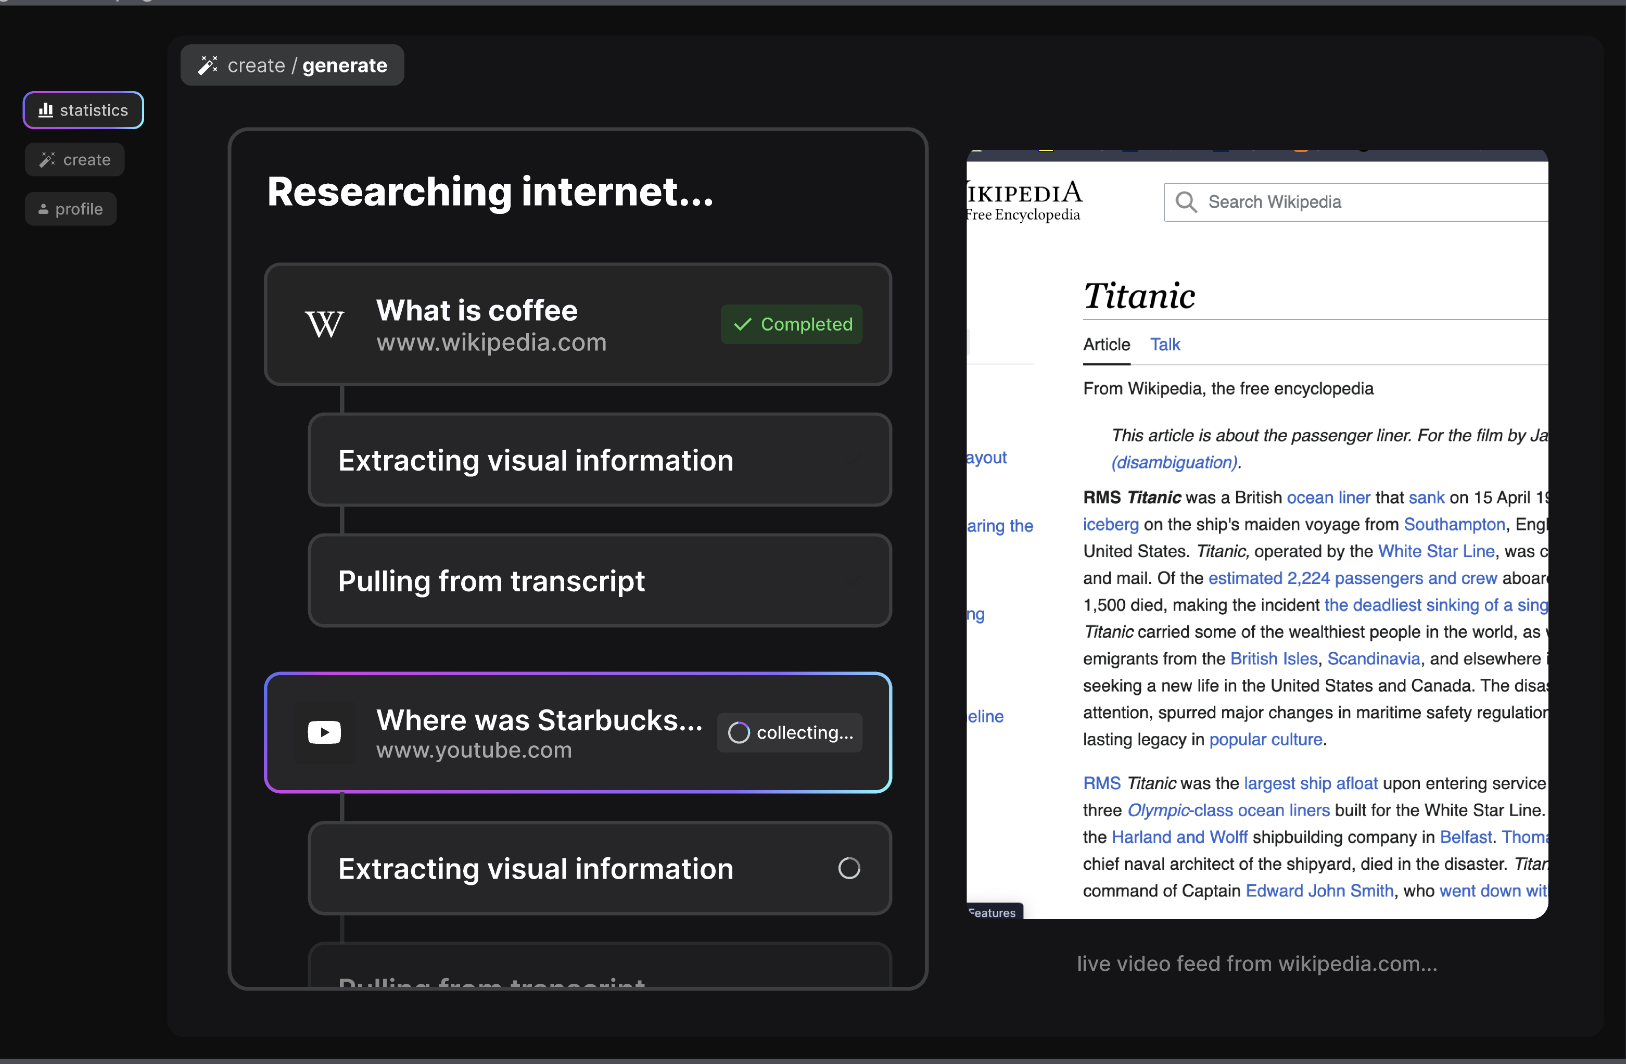 create / generate
statistics
create
profile
Researching internet...
What is coffee
www.wikipedia.com
Completed
Extracting visual information
Pulling from transcript
Where was Starbucks...
www.youtube.com
collecting...
Extracting visual information
Pulling from transcript
WIKIPEDIA
Free Encyclopedia
Search Wikipedia
Titanic
Article Talk
From Wikipedia, the free encyclopedia
This article is about the passenger liner. For the film by Ja
(disambiguation).
RMS Titanic was a British ocean liner that sank on 15 April 19
iceberg on the ship's maiden voyage from Southampton, Engl
United States. Titanic, operated by the White Star Line, was c
and mail. Of the estimated 2,224 passengers and crew aboard
1,500 died, making the incident the deadliest sinking of a sing
Titanic carried some of the wealthiest people in the world, as w
emigrants from the British Isles, Scandinavia, and elsewhere i
seeking a new life in the United States and Canada. The disas
attention, spurred major changes in maritime safety regulation
lasting legacy in popular culture.
RMS Titanic was the largest ship afloat upon entering service
three Olympic-class ocean liners built for the White Star Line.
the Harland and Wolff shipbuilding company in Belfast. Thoma
chief naval architect of the shipyard, died in the disaster. Titan
command of Captain Edward John Smith, who went down wit
ayout
aring the
ng
eline
Features
live video feed from wikipedia.com...